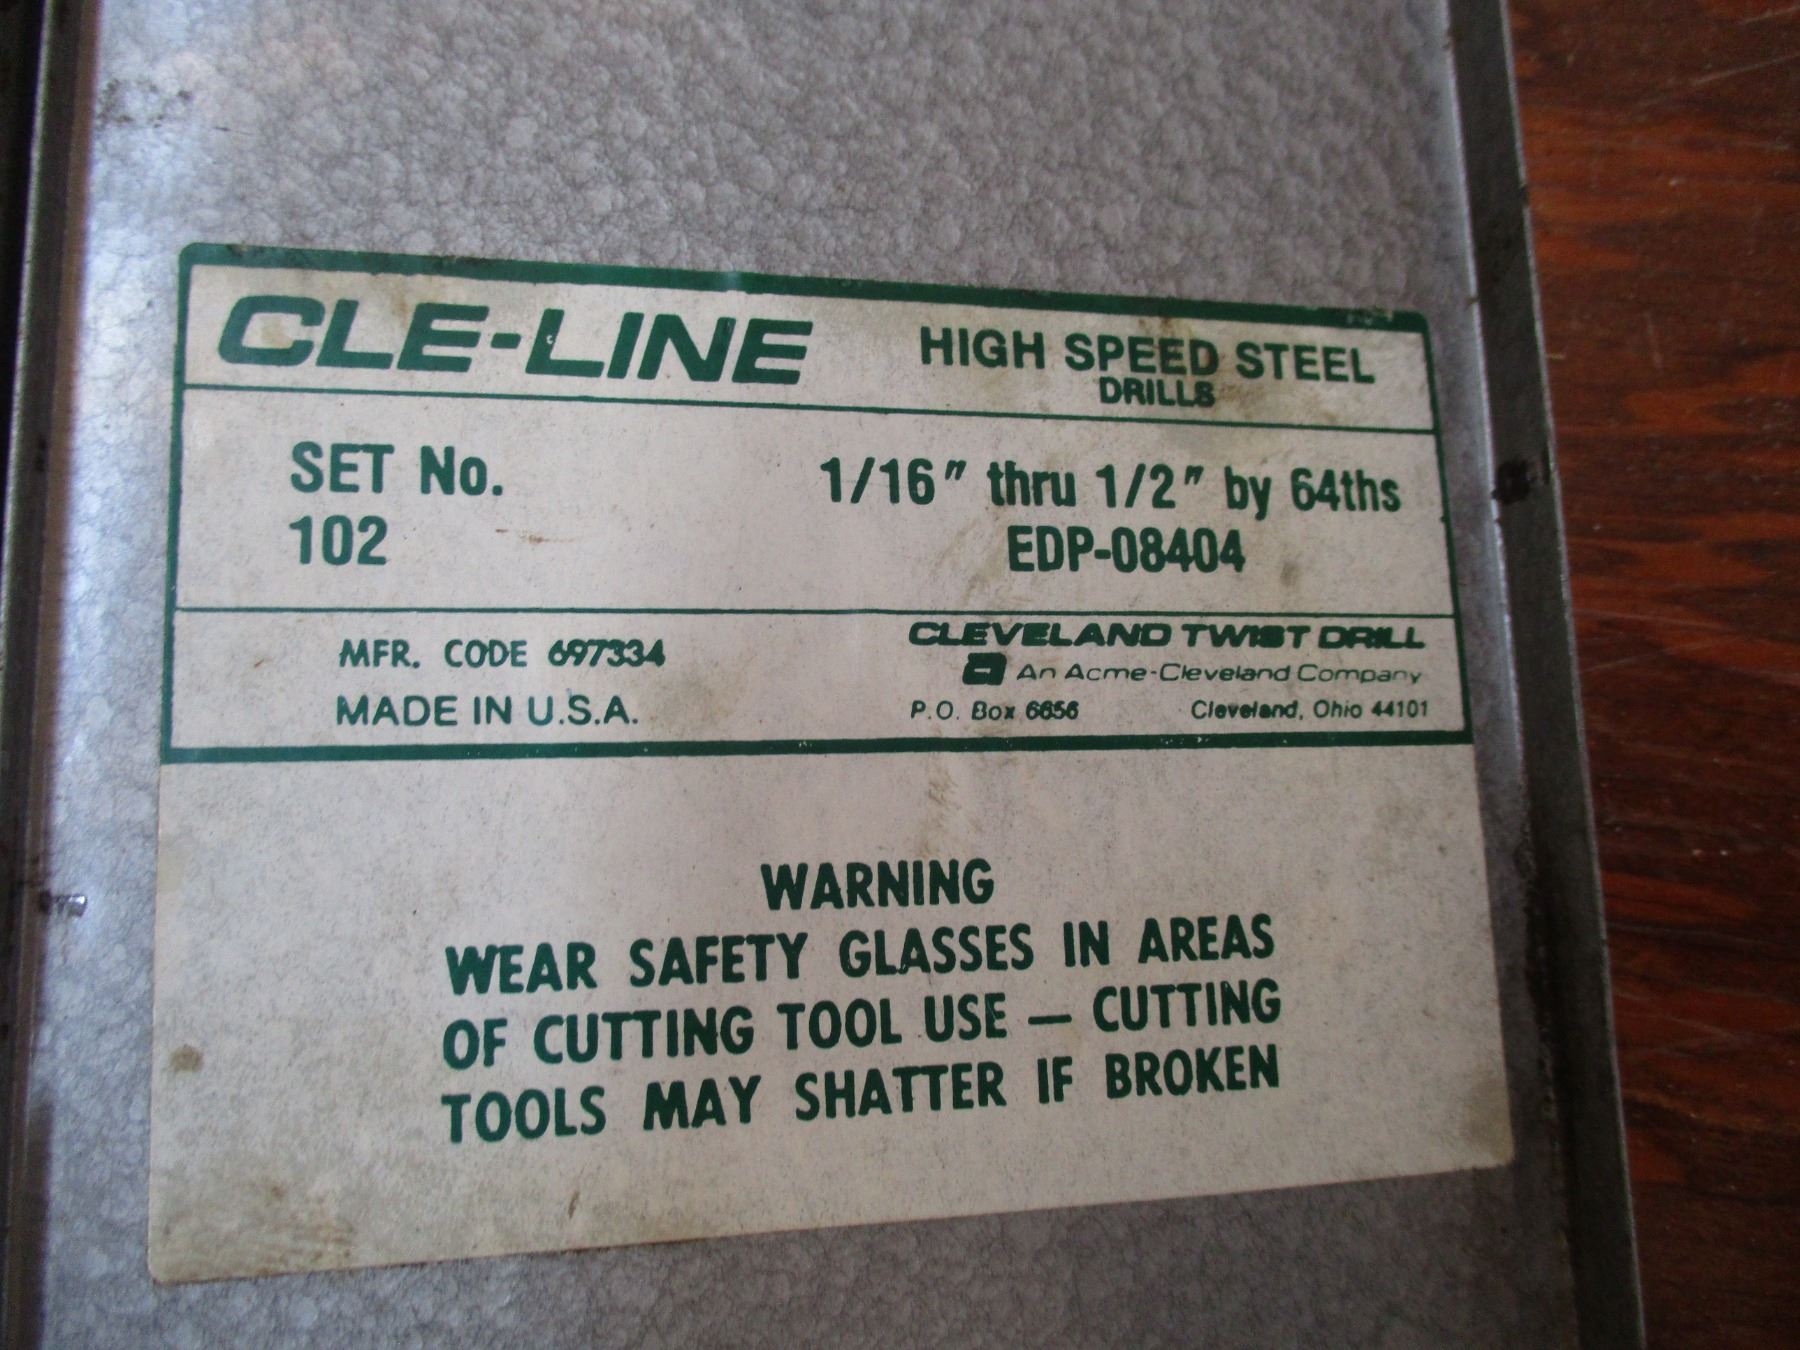 CLE-LINE HIGH SPEED STEEL
DRILLS
SET No. 1/16" thru 1/2" by 64ths
102 EDP-08404
MFR. CODE 697334
MADE IN U.S.A.
CLEVELAND TWIST DRILL
An Acme-Cleveland Company
P.O. Box 6656 Cleveland, Ohio 44101
WARNING
WEAR SAFETY GLASSES IN AREAS
OF CUTTING TOOL USE — CUTTING
TOOLS MAY SHATTER IF BROKEN